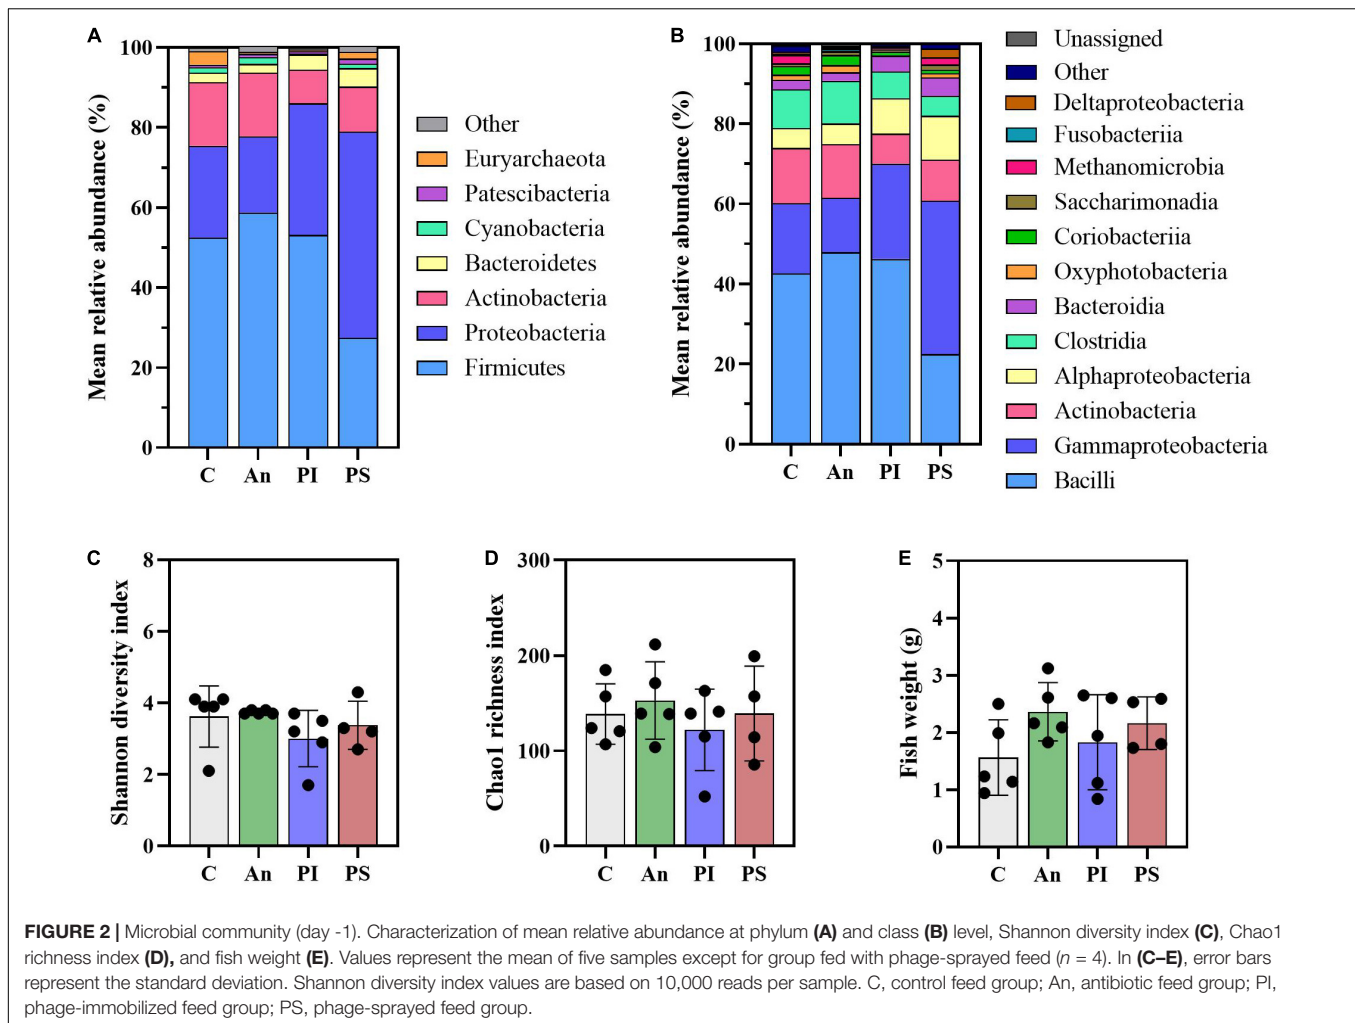 A
Mean relative abundance (%)
100
80
60
40
20
0
C An PI PS
Other
Euryarchaeota
Patescibacteria
Cyanobacteria
Bacteroidetes
Actinobacteria
Proteobacteria
Firmicutes
B
Mean relative abundance (%)
100
80
60
40
20
0
C An PI PS
Unassigned
Other
Deltaproteobacteria
Fusobacteriia
Methanomicrobia
Saccharimonadia
Coriobacteriia
Oxyphotobacteria
Bacteroidia
Clostridia
Alphaproteobacteria
Actinobacteria
Gammaproteobacteria
Bacilli
C
Shannon diversity index
8
6
4
2
0
C An PI PS
D
Chao1 richness index
300
200
100
0
C An PI PS
E
Fish weight (g)
5
4
3
2
1
0
C An PI PS
FIGURE 2 | Microbial community (day -1). Characterization of mean relative abundance at phylum (A) and class (B) level, Shannon diversity index (C), Chao1
richness index (D), and fish weight (E). Values represent the mean of five samples except for group fed with phage-sprayed feed (n = 4). In (C–E), error bars
represent the standard deviation. Shannon diversity index values are based on 10,000 reads per sample. C, control feed group; An, antibiotic feed group; PI,
phage-immobilized feed group; PS, phage-sprayed feed group.